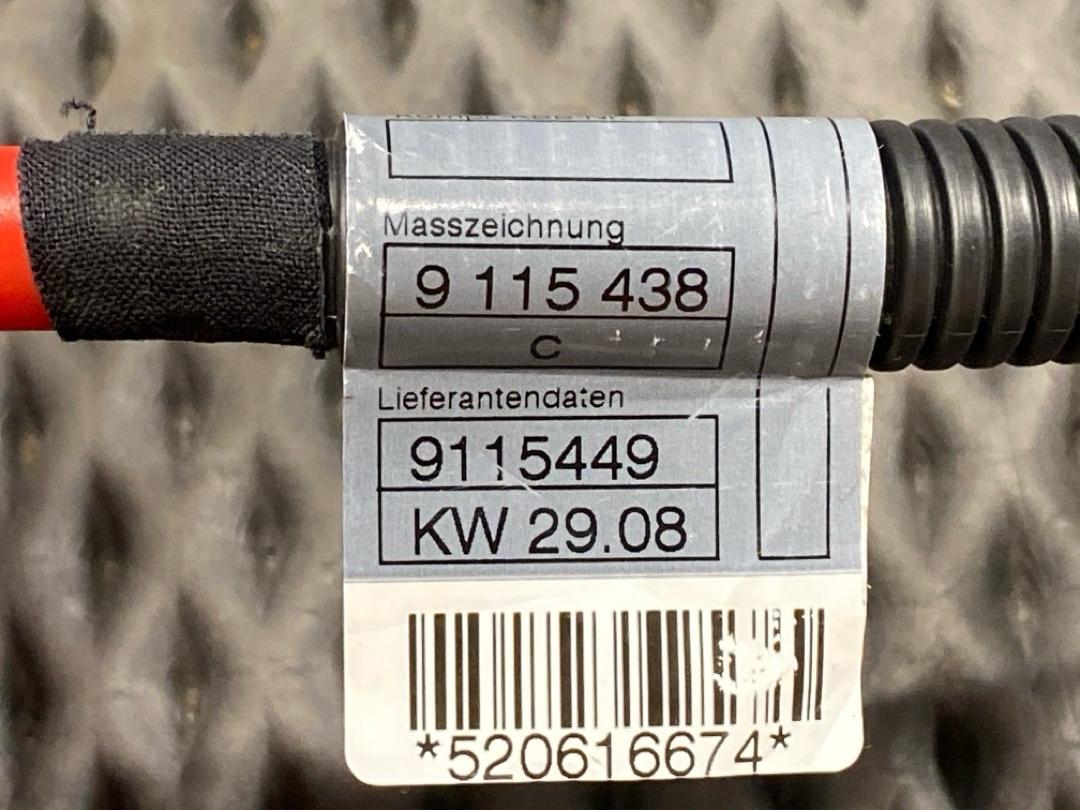 Masszeichnung
9 115 438
C
Lieferantendaten
9115449
KW 29.08
*520616674*